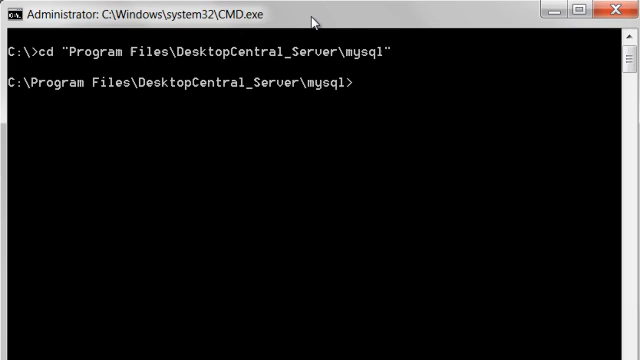 Administrator: C:\Windows\system32\CMD.exe
C:\>cd "Program Files\DesktopCentral_Server\mysql"
C:\Program Files\DesktopCentral_Server\mysql>